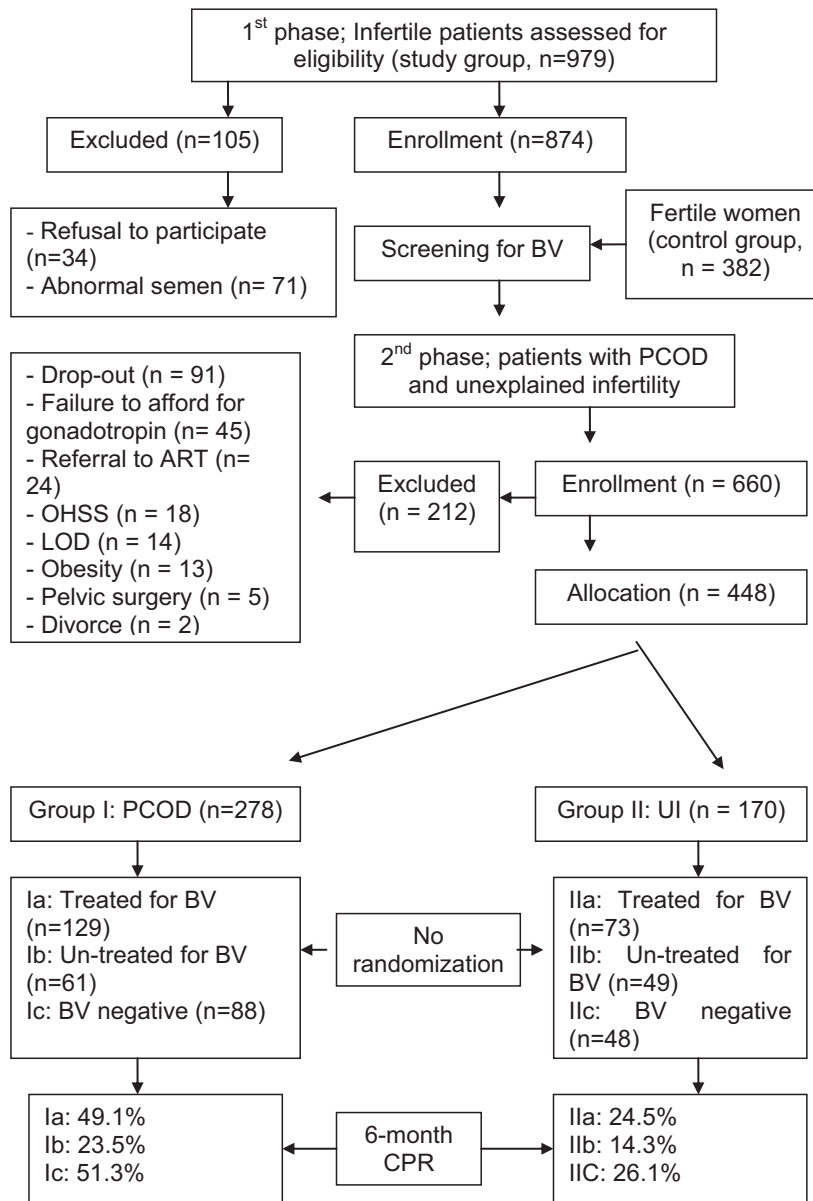 1st phase; Infertile patients assessed for
eligibility (study group, n=979)
Excluded (n=105)
Enrollment (n=874)
- Refusal to participate
(n=34)
- Abnormal semen (n= 71)
Screening for BV
Fertile women
(control group,
n = 382)
2nd phase; patients with PCOD
and unexplained infertility
- Drop-out (n = 91)
- Failure to afford for
gonadotropin (n= 45)
- Referral to ART (n=
24)
- OHSS (n = 18)
- LOD (n = 14)
- Obesity (n = 13)
- Pelvic surgery (n = 5)
- Divorce (n = 2)
Excluded
(n = 212)
Enrollment (n = 660)
Allocation (n = 448)
Group I: PCOD (n=278)
Group II: UI (n = 170)
Ia: Treated for BV
(n=129)
Ib: Un-treated for BV
(n=61)
Ic: BV negative (n=88)
No
randomization
IIa: Treated for BV
(n=73)
IIb: Un-treated for
BV (n=49)
IIc: BV negative
(n=48)
Ia: 49.1%
Ib: 23.5%
Ic: 51.3%
6-month
CPR
IIa: 24.5%
IIb: 14.3%
IIC: 26.1%